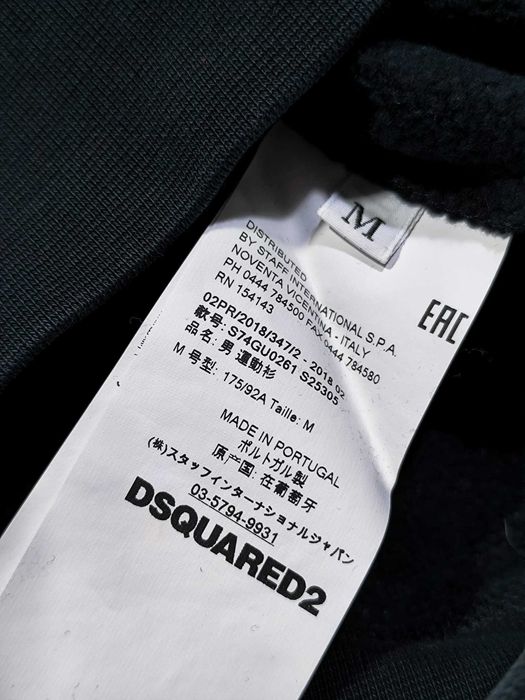 M
DISTRIBUTED
BY STAFF INTERNATIONAL S.P.A.
NOVENTA VICENTINA - ITALY
PH 0444 784500 FAX 0444 784580
RN 154143
EAC
02PR/2018/347/2 - 2018 02
款号: S74GU0261 S25305
品名: 男 運動衫
M 号型: 175/92A Taille: M
MADE IN PORTUGAL
ポルトガル製
原产国: 在葡萄牙
(株)スタッフインターナショナルジャパン
03-5794-9931
DSQUARED2